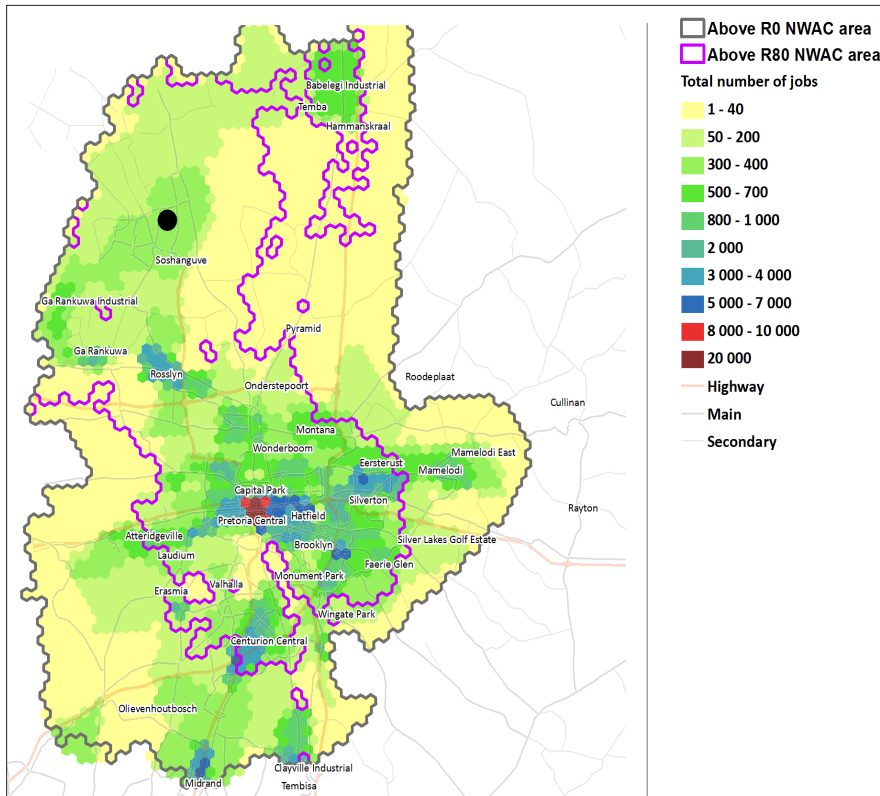 Above R0 NWAC area
Above R80 NWAC area
Total number of jobs
1 - 40
50 - 200
300 - 400
500 - 700
800 - 1 000
2 000
3 000 - 4 000
5 000 - 7 000
8 000 - 10 000
20 000
Highway
Main
Secondary
Babelegi Industrial
Temba
Hammanskraal
Soshanguve
Ga Rankuwa Industrial
Pyramid
Ga Rankuwa
Rosslyn
Roodeplaat
Onderstepoort
Cullinan
Montana
Wonderboom
Mamelodi East
Eersterust
Mamelodi
Capital Park
Silverton
Rayton
Pretoria Central
Hatfield
Atteridgeville
Silver Lakes Golf Estate
Brooklyn
Laudium
Faerie Glen
Monument Park
Valhalla
Erasmia
Wingate Park
Centurion Central
Olievenhoutbosch
Clayville Industrial
Midrand
Tembisa